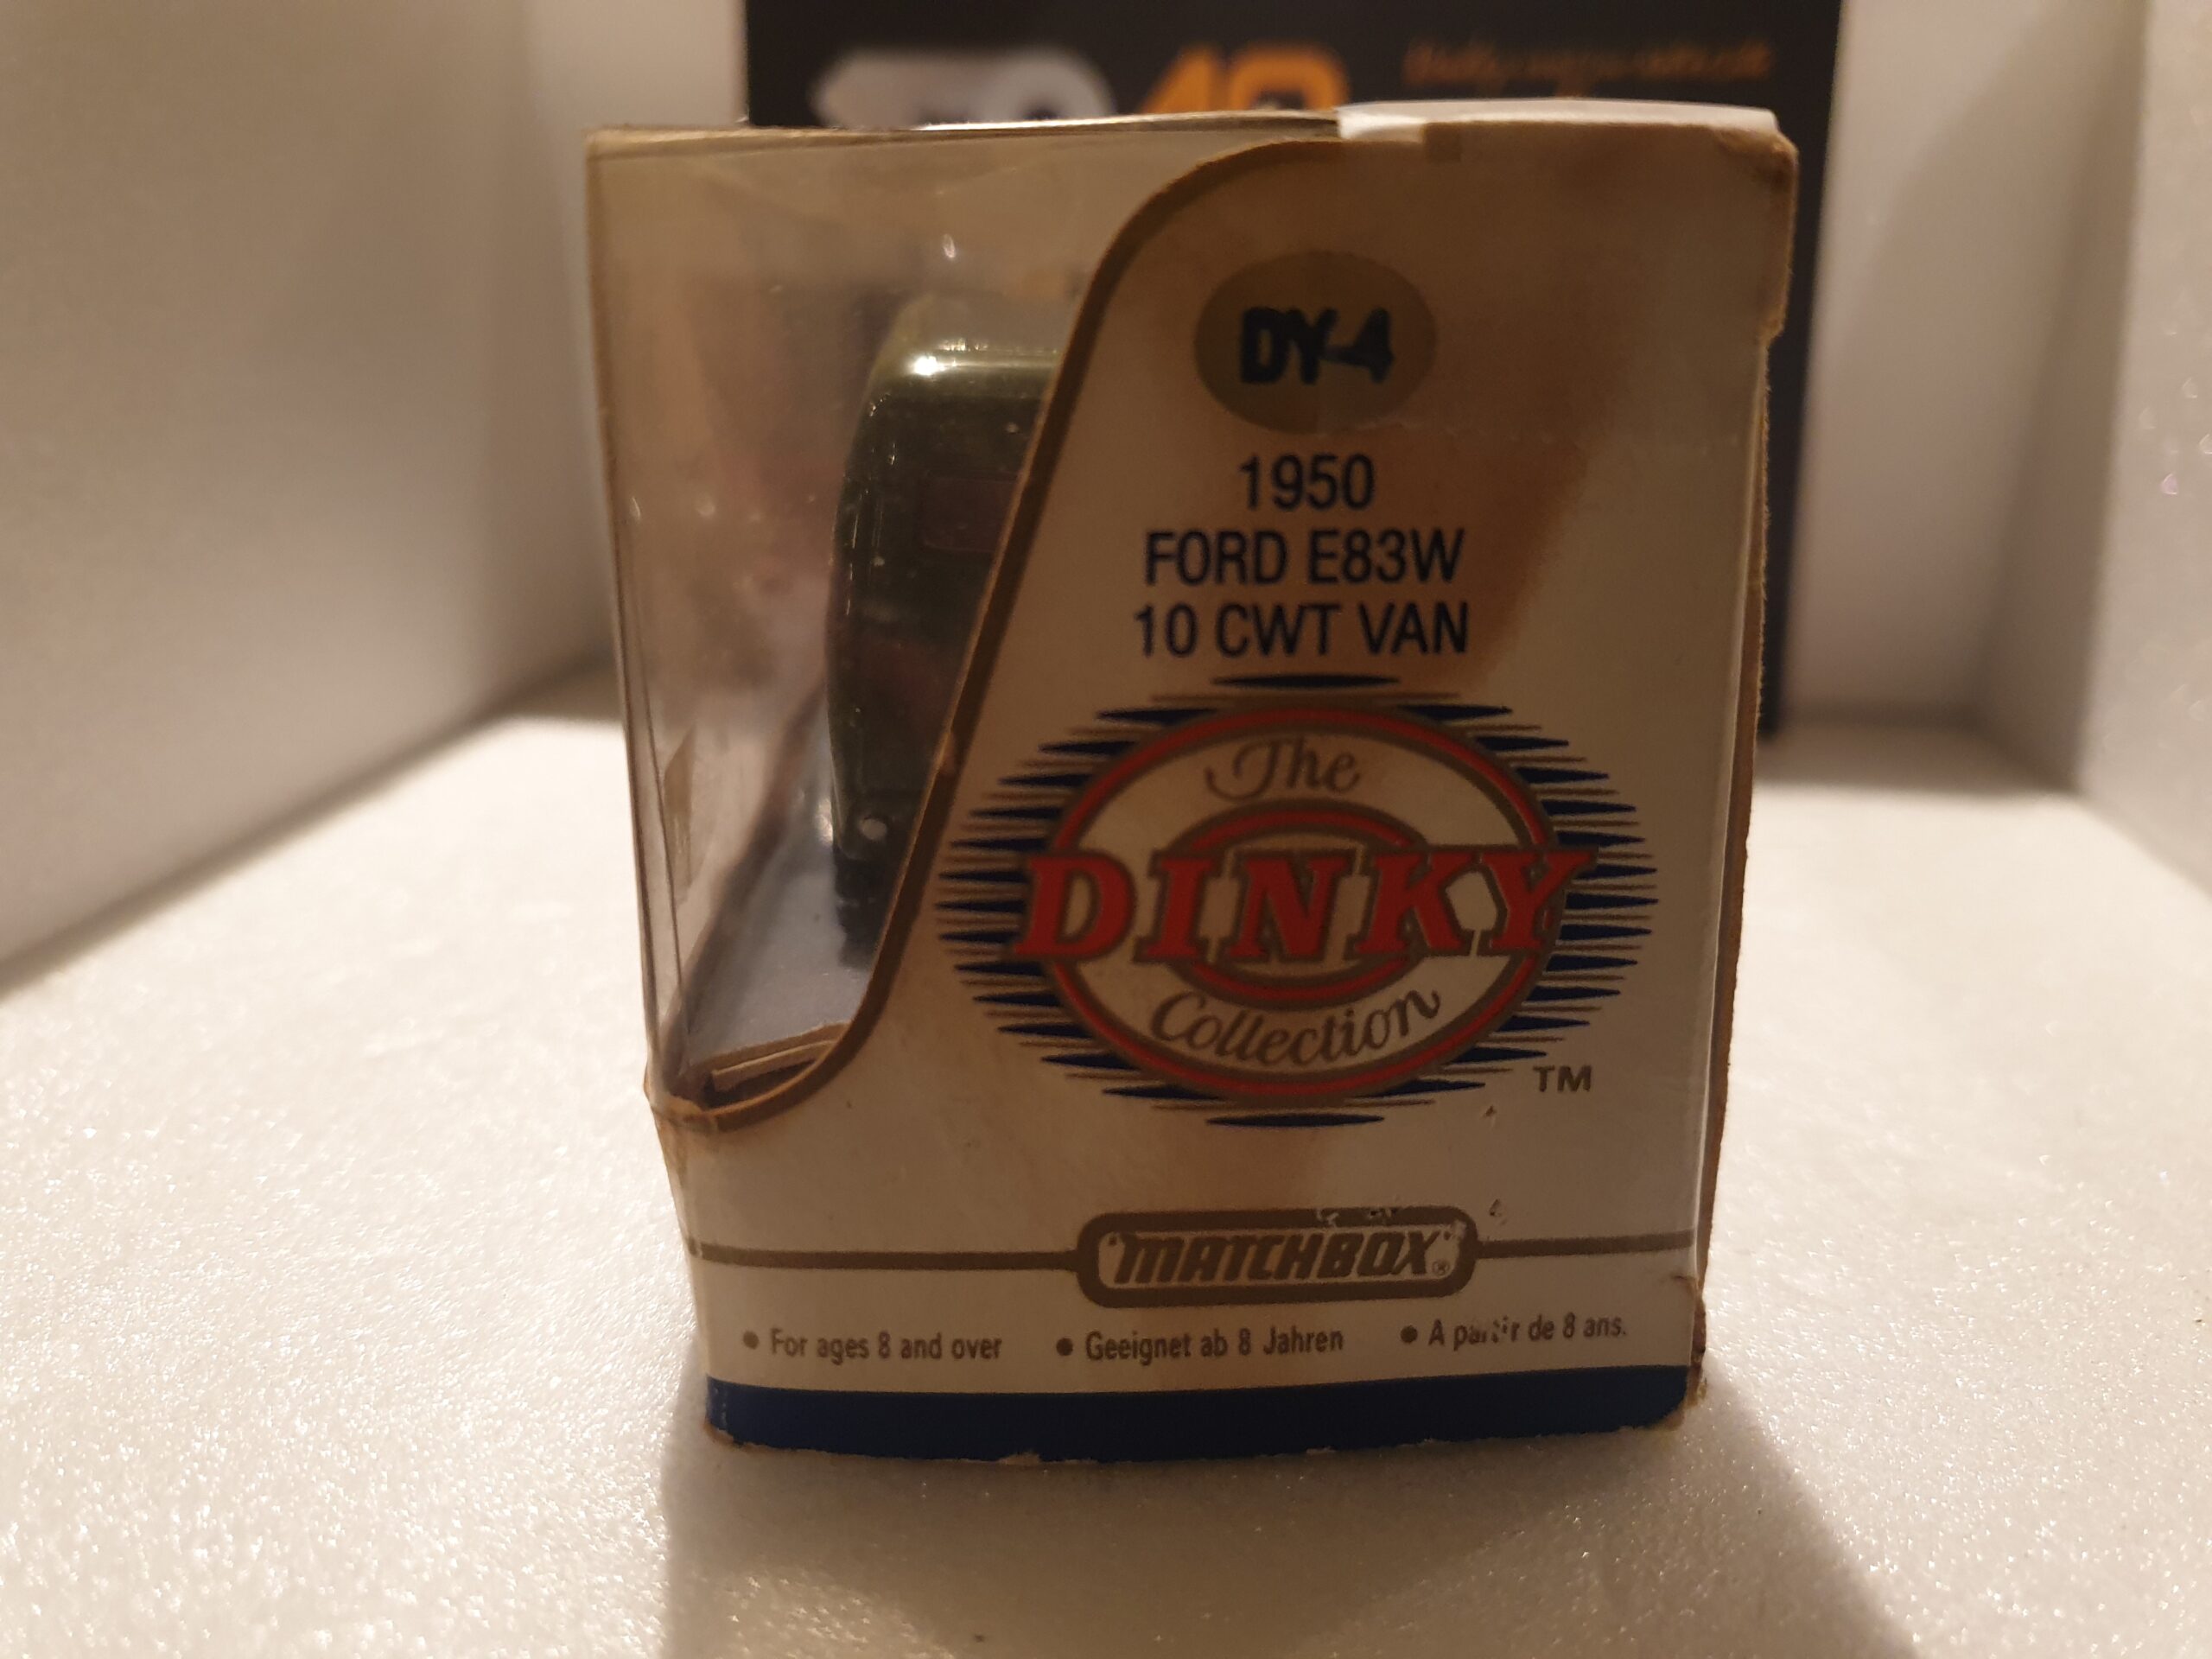 DY-4
1950
FORD E83W
10 CWT VAN
The
DINKY
Collection
TM
"MATCHBOX"®
• For ages 8 and over • Geeignet ab 8 Jahren • A partir de 8 ans.